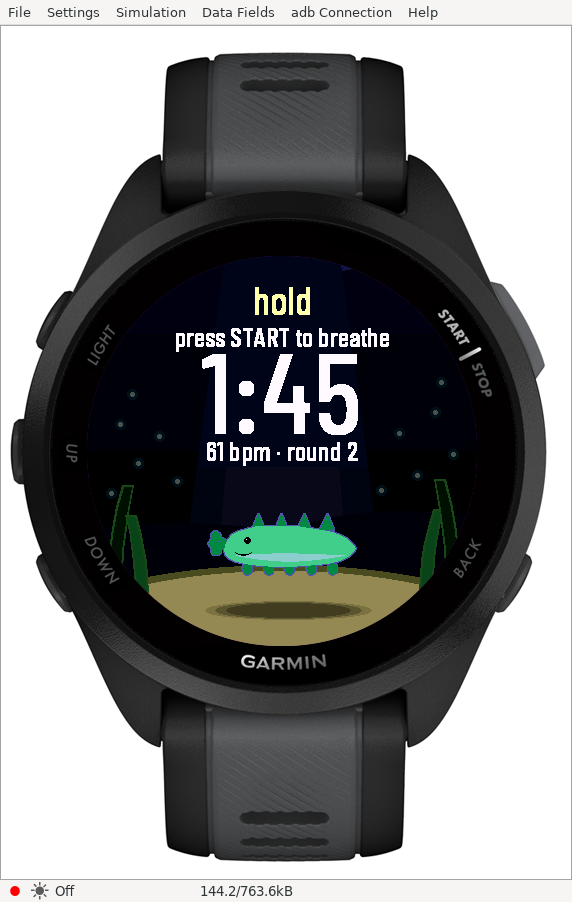 File Settings Simulation Data Fields adb Connection Help
hold
press START to breathe
1:45
61 bpm · round 2
START
STOP
LIGHT
UP
DOWN
BACK
GARMIN
Off 144.2/763.6kB